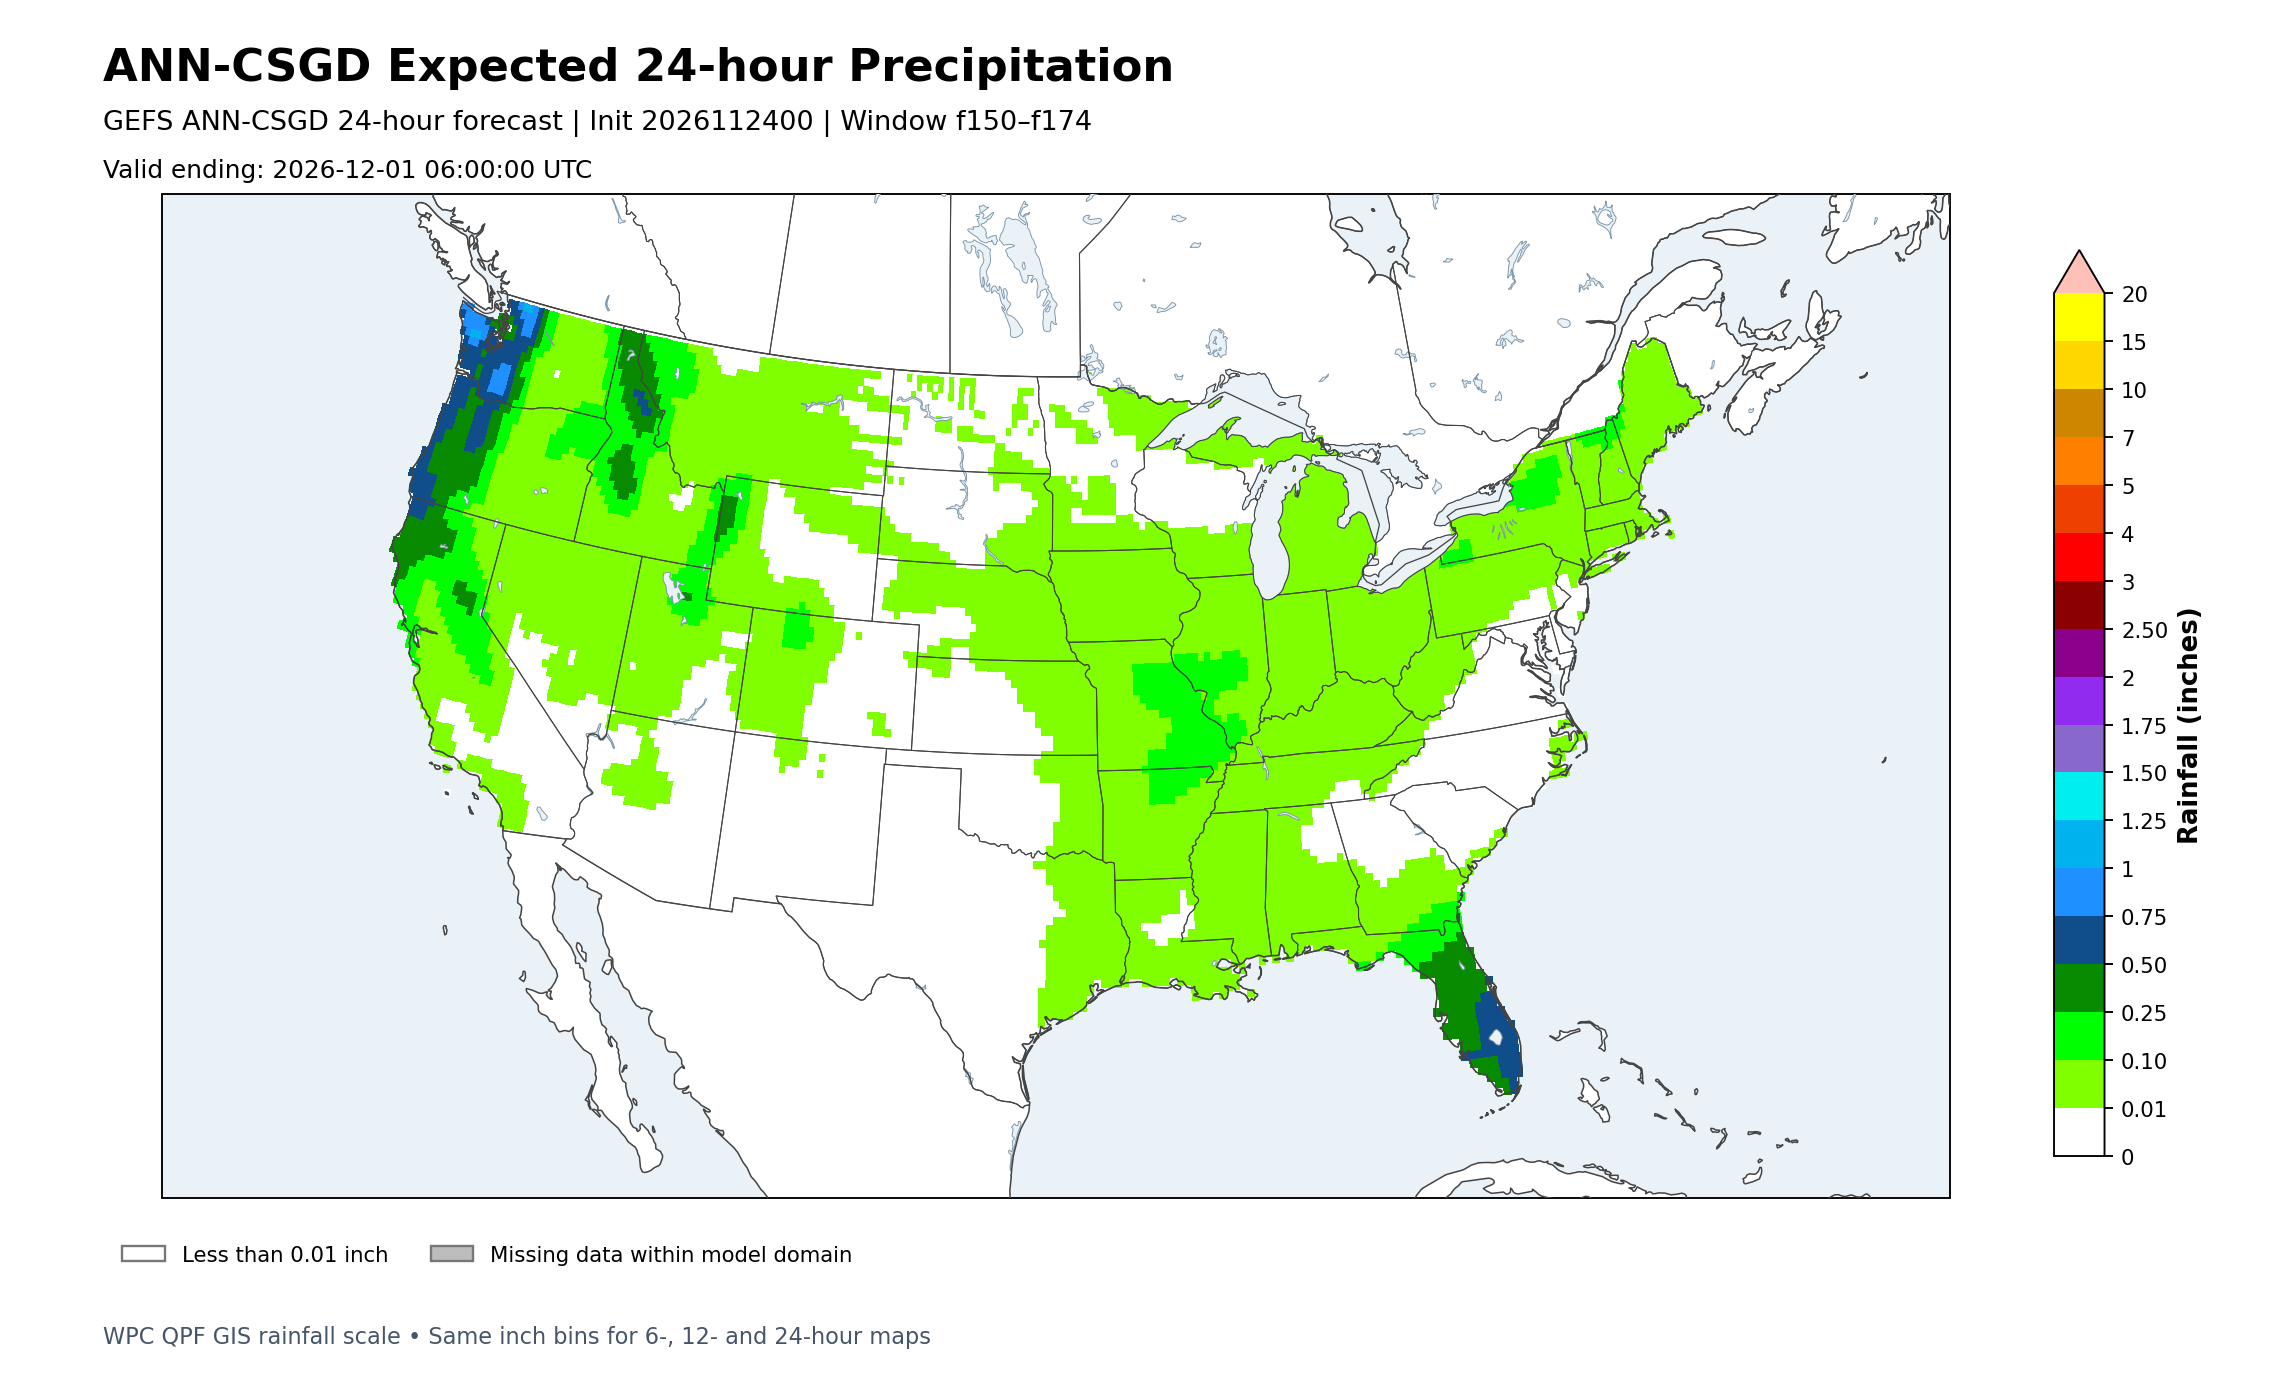 ANN-CSGD Expected 24-hour Precipitation
GEFS ANN-CSGD 24-hour forecast | Init 2026112400 | Window f150–f174
Valid ending: 2026-12-01 06:00:00 UTC
20
15
10
7
5
4
3
2.50
2
1.75
1.50
1.25
1
0.75
0.50
0.25
0.10
0.01
0
Rainfall (inches)
Less than 0.01 inch
Missing data within model domain
WPC QPF GIS rainfall scale • Same inch bins for 6-, 12- and 24-hour maps